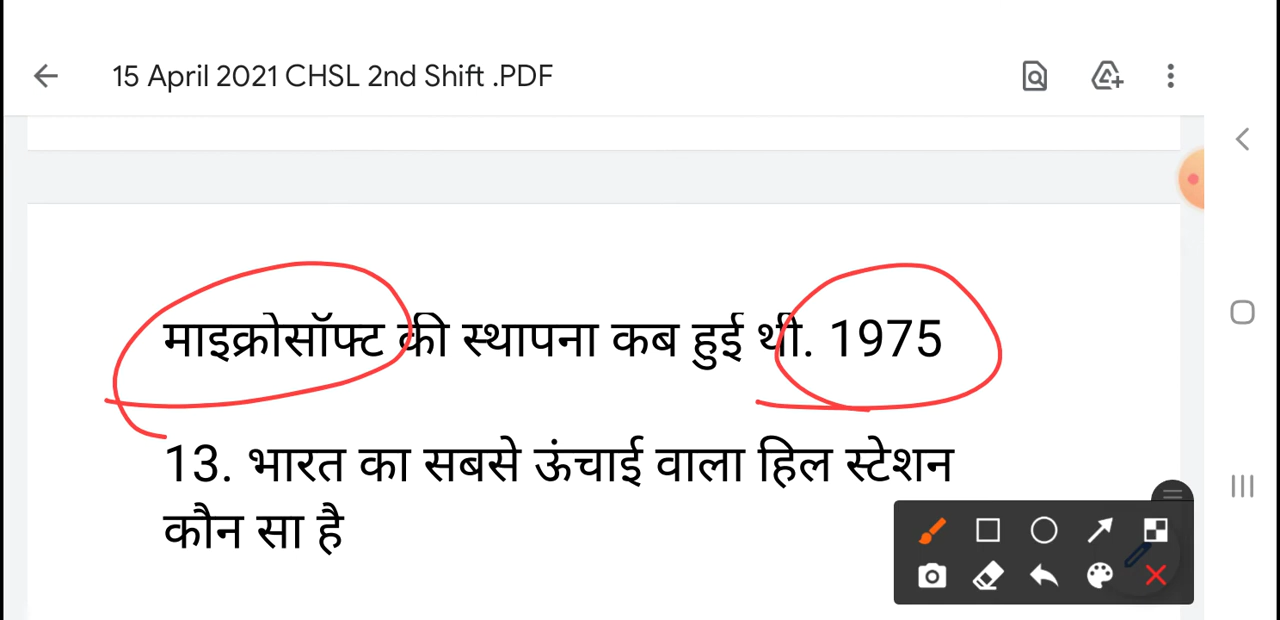 15 April 2021 CHSL 2nd Shift .PDF
माइक्रोसॉफ्ट की स्थापना कब हुई थी. 1975
13. भारत का सबसे ऊंचाई वाला हिल स्टेशन
कौन सा है